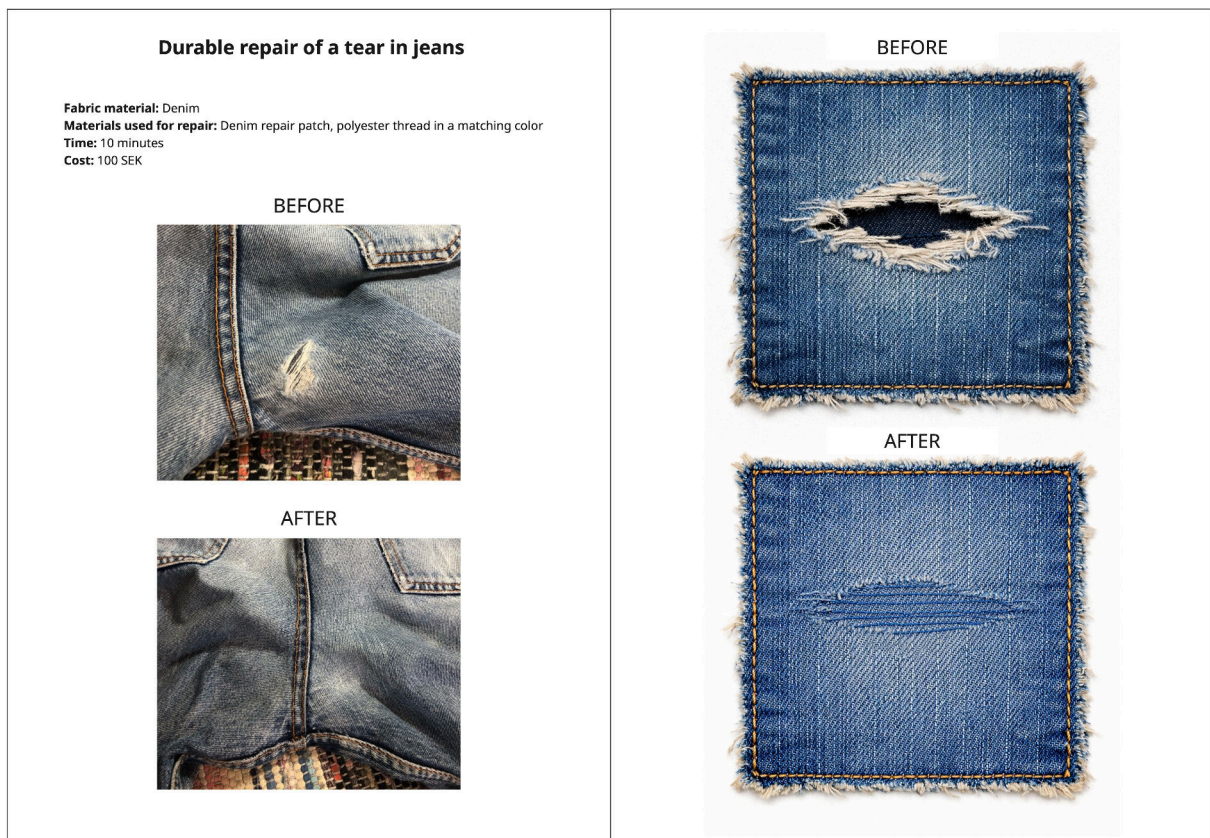 Durable repair of a tear in jeans
Fabric material: Denim
Materials used for repair: Denim repair patch, polyester thread in a matching color
Time: 10 minutes
Cost: 100 SEK
BEFORE
AFTER
BEFORE
AFTER